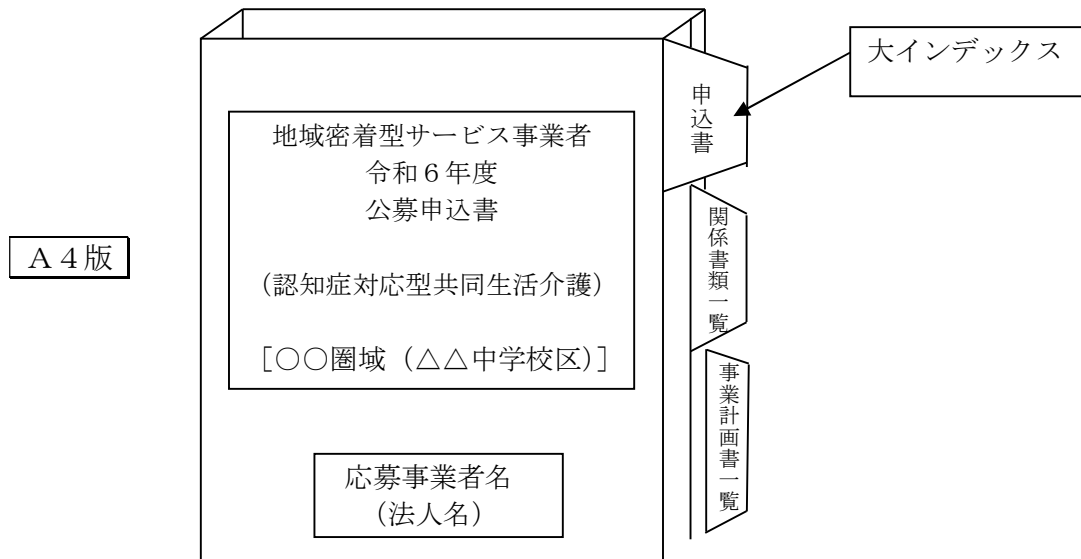 大インデックス
申込書
地域密着型サービス事業者
令和６年度
公募申込書
（認知症対応型共同生活介護）
［○○圏域（△△中学校区）］
関係書類一覧
Ａ４版
事業計画書一覧
応募事業者名
（法人名）